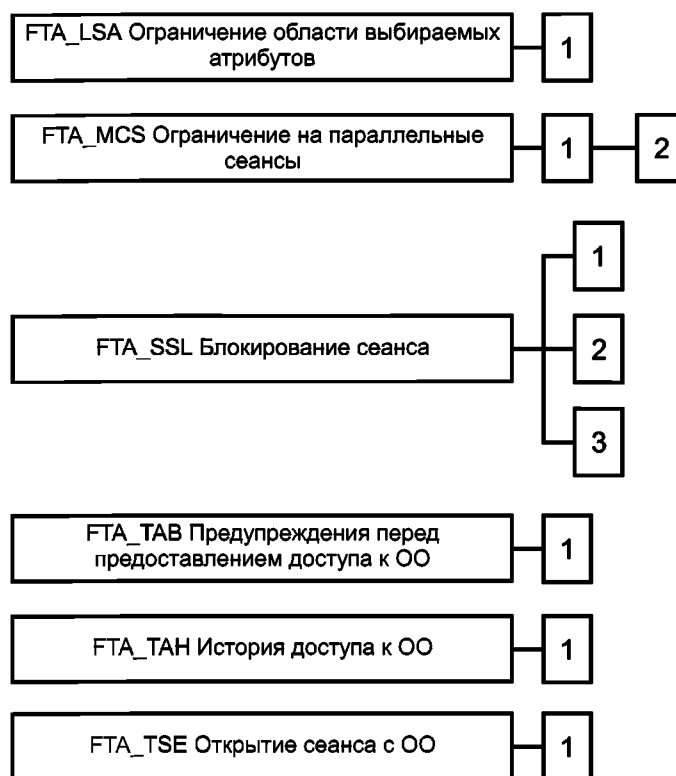 FTA_LSA Ограничение области выбираемых
атрибутов
1
FTA_MCS Ограничение на параллельные
сеансы
1
2
1
FTA_SSL Блокирование сеанса
2
3
FTA_TAB Предупреждения перед
предоставлением доступа к ОО
1
FTA_TAH История доступа к ОО
1
FTA_TSE Открытие сеанса с ОО
1